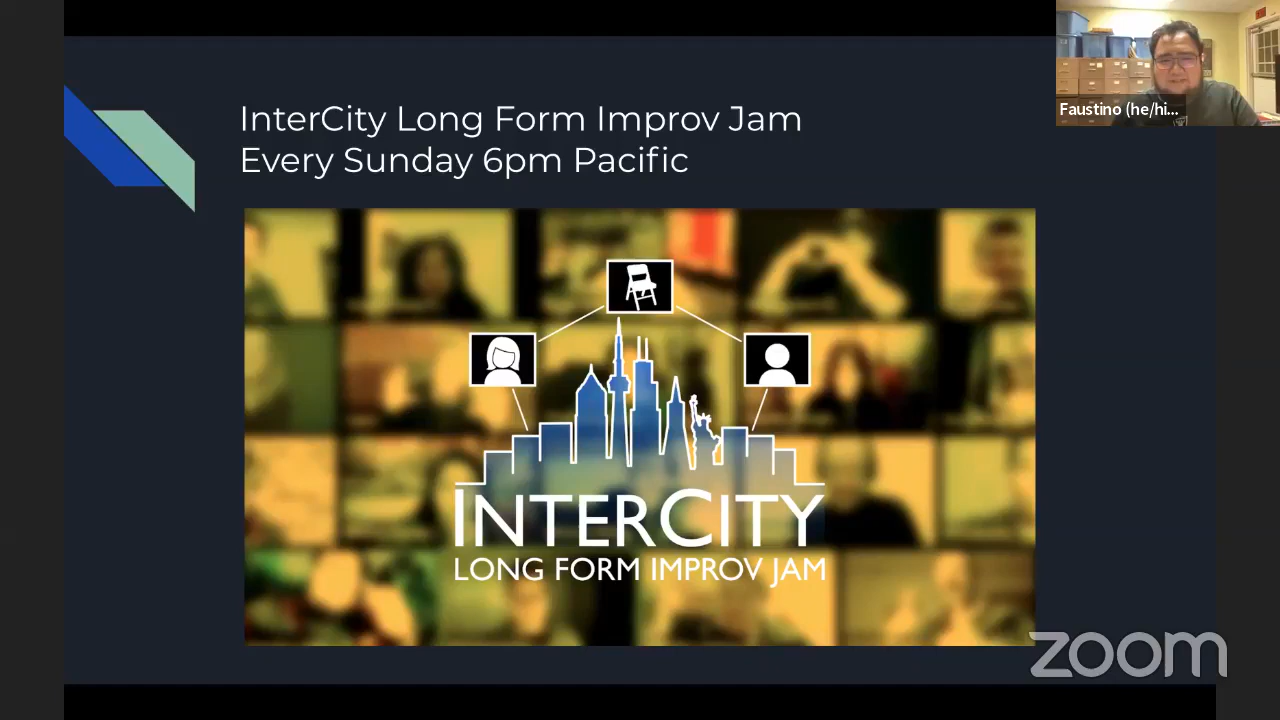 InterCity Long Form Improv Jam
Every Sunday 6pm Pacific
Faustino (he/hi...
INTERCITY
LONG FORM IMPROV JAM
zoom